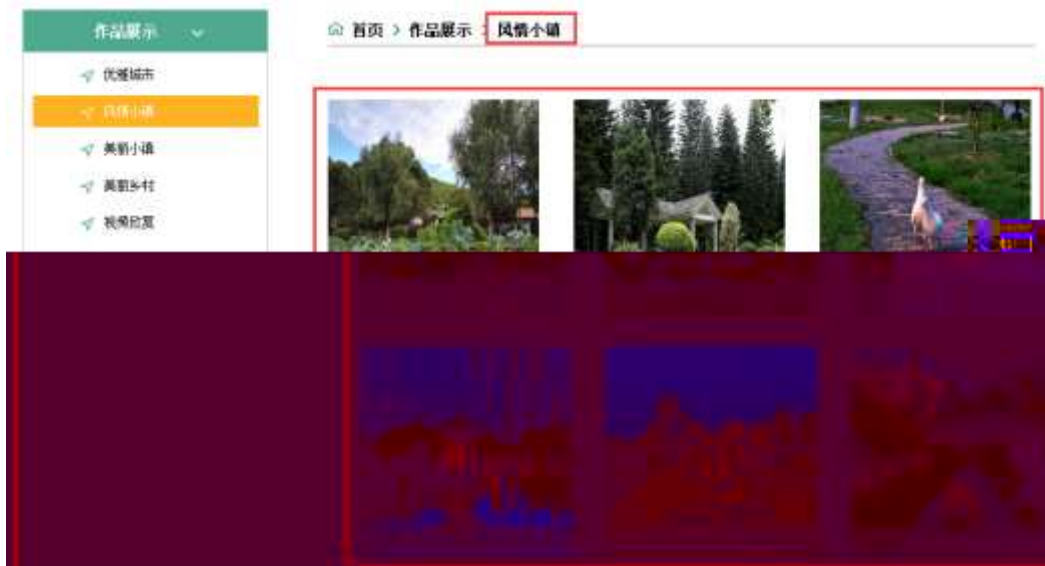 作品展示
优雅城市
风情小镇
美丽小镇
美丽乡村
视频欣赏
首页 > 作品展示 > 风情小镇